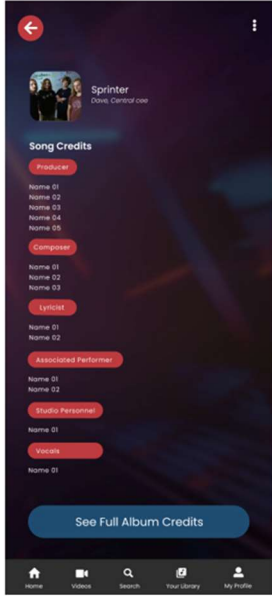 Sprinter
Dave, Central cee
Song Credits
Producer
Name 01
Name 02
Name 03
Name 04
Name 05
Composer
Name 01
Name 02
Name 03
Lyricist
Name 01
Name 02
Associated Performer
Name 01
Name 02
Studio Personnel
Name 01
Vocals
Name 01
See Full Album Credits
Home Videos Search Your Library My Profile